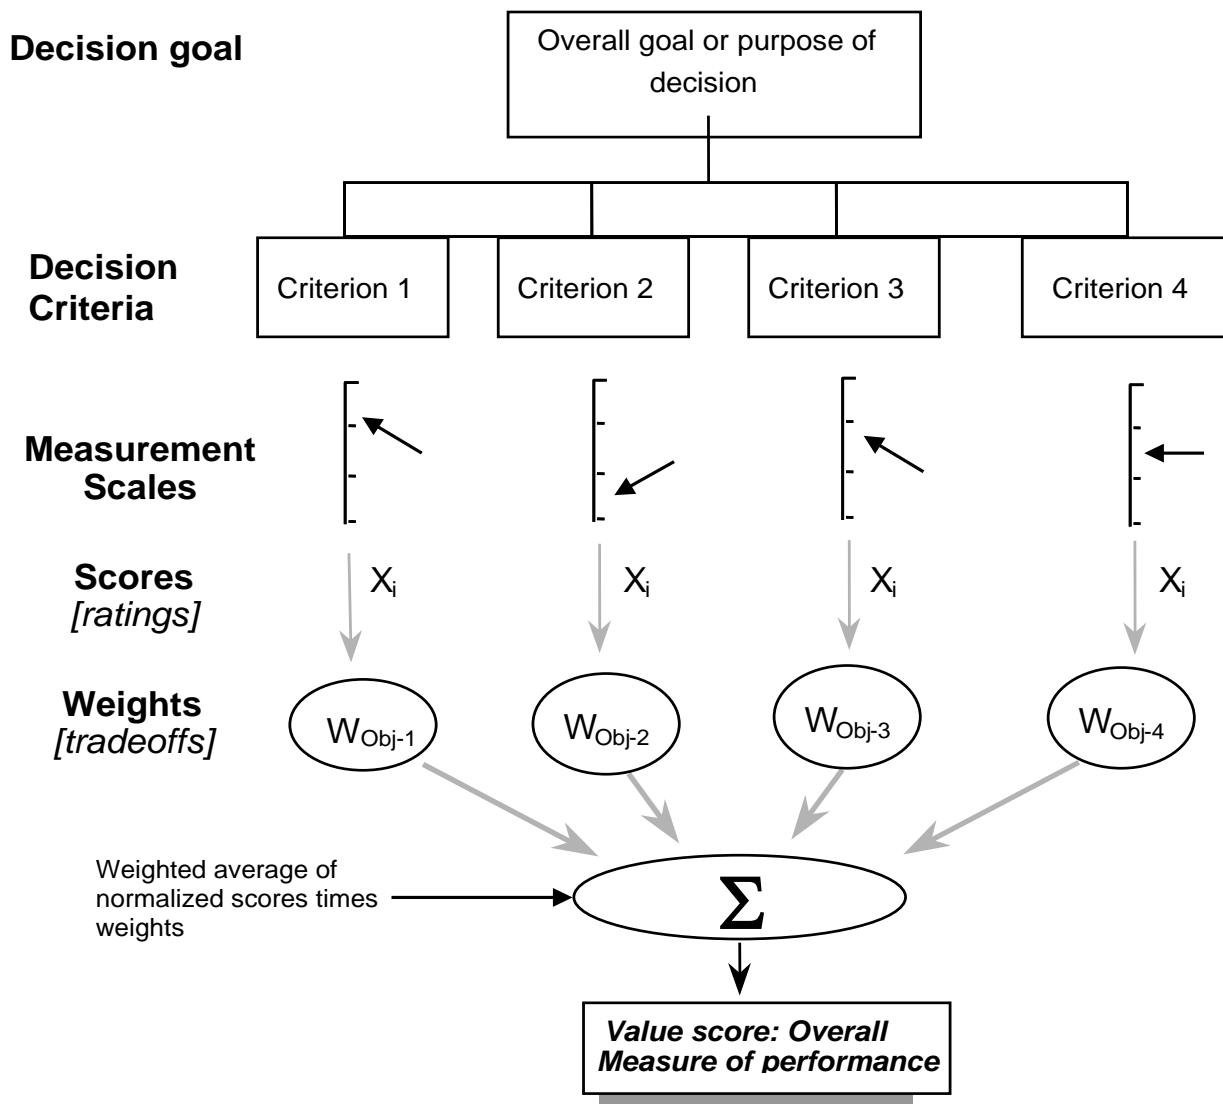 Decision goal
Overall goal or purpose of
decision
Decision
Criteria
Criterion 1
Criterion 2
Criterion 3
Criterion 4
Measurement
Scales
Scores
[ratings]
Xi
Xi
Xi
Xi
Weights
[tradeoffs]
WObj-1
WObj-2
WObj-3
WObj-4
Weighted average of
normalized scores times
weights
Σ
Value score: Overall
Measure of performance